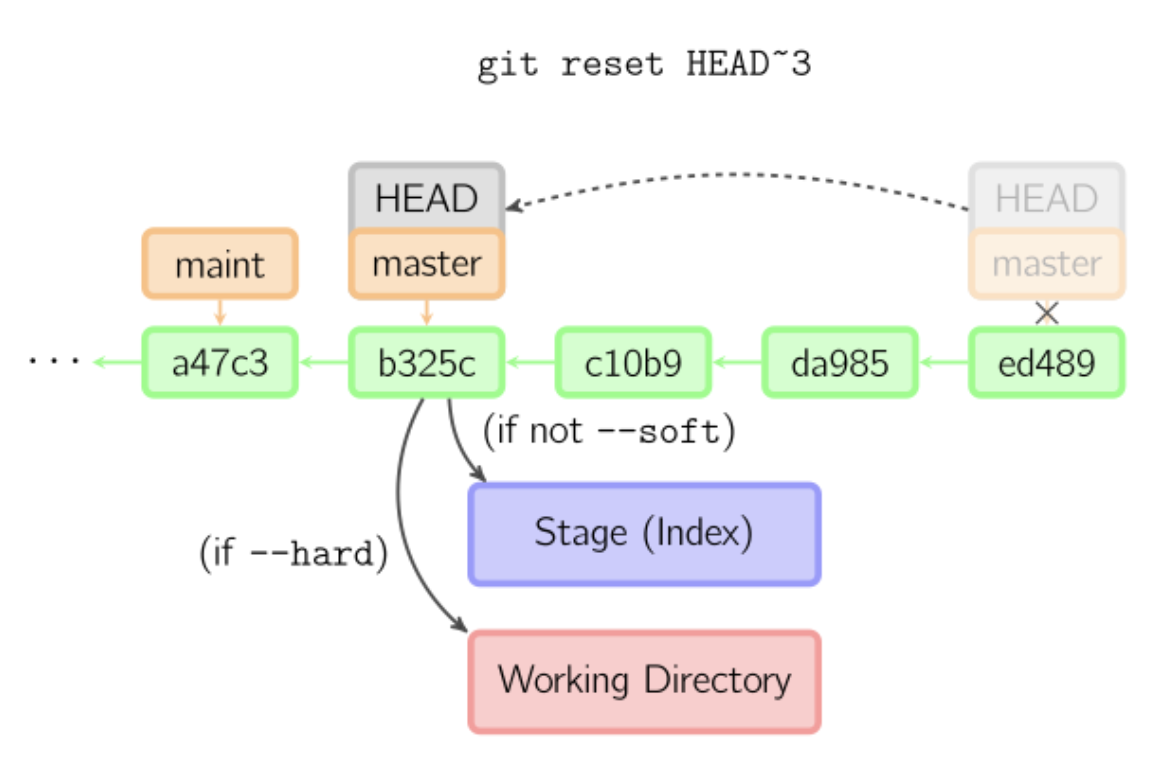 git reset HEAD~3
HEAD HEAD
maint master master
... a47c3 b325c c10b9 da985 ed489
(if not --soft)
Stage (Index)
(if --hard)
Working Directory